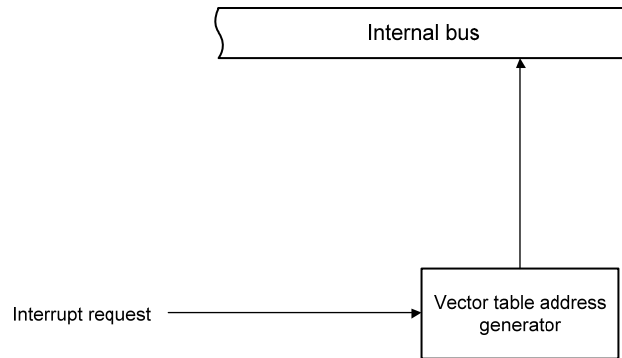 Internal bus
Interrupt request
Vector table address
generator